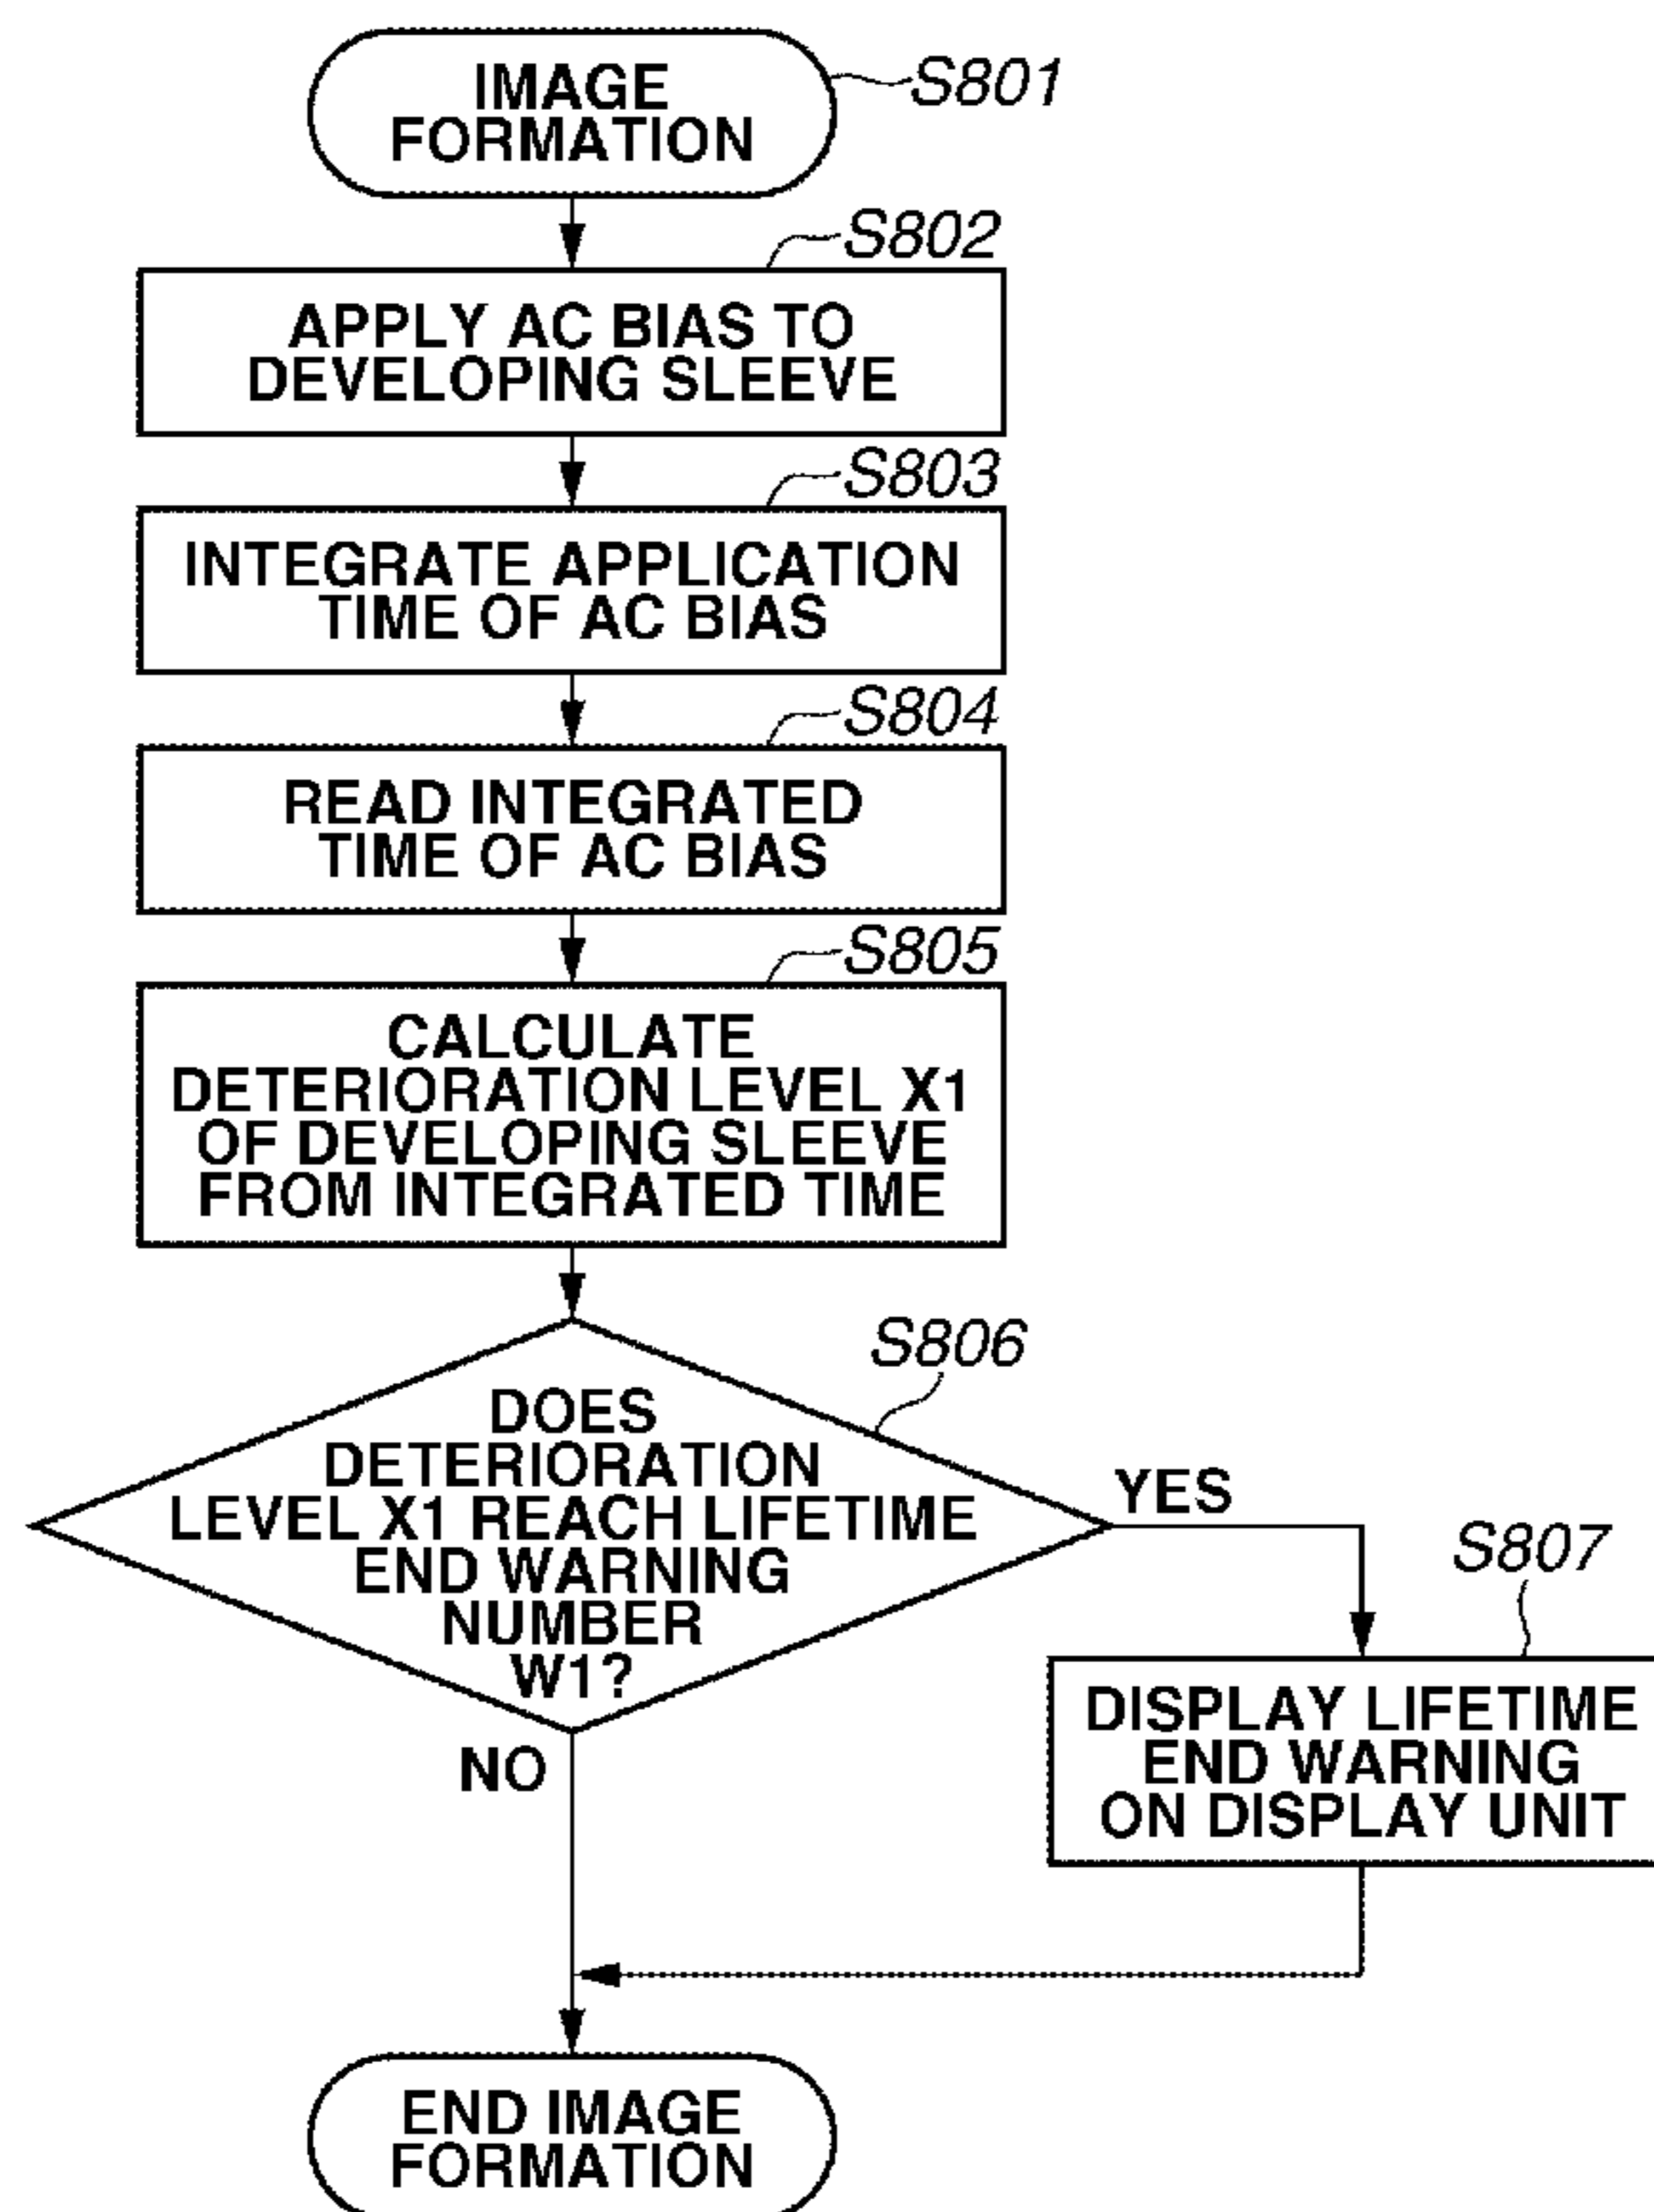 IMAGE
FORMATION
S801
S802
APPLY AC BIAS TO
DEVELOPING SLEEVE
S803
INTEGRATE APPLICATION
TIME OF AC BIAS
S804
READ INTEGRATED
TIME OF AC BIAS
S805
CALCULATE
DETERIORATION LEVEL X1
OF DEVELOPING SLEEVE
FROM INTEGRATED TIME
S806
DOES
DETERIORATION
LEVEL X1 REACH LIFETIME
END WARNING
NUMBER
W1?
YES
S807
DISPLAY LIFETIME
END WARNING
ON DISPLAY UNIT
NO
END IMAGE
FORMATION